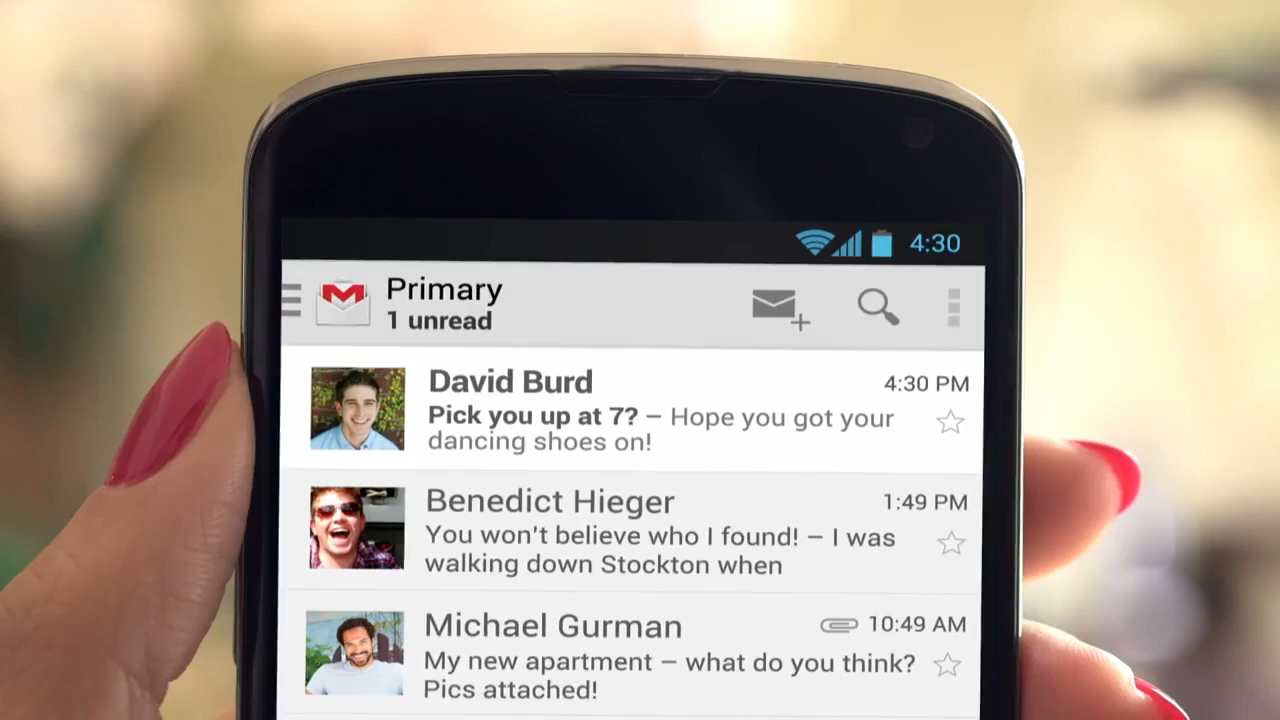 4:30
Primary
1 unread
David Burd
4:30 PM
Pick you up at 7? – Hope you got your
dancing shoes on!
Benedict Hieger
1:49 PM
You won't believe who I found! – I was
walking down Stockton when
Michael Gurman
10:49 AM
My new apartment – what do you think?
Pics attached!